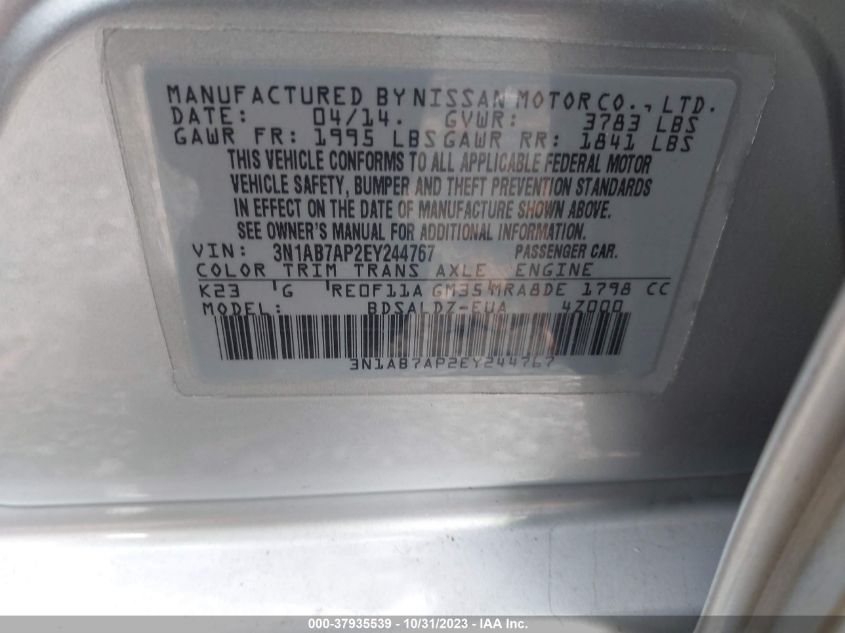 MANUFACTURED BY NISSAN MOTOR CO., LTD.
DATE: 04/14. GVWR: 3783 LBS
GAWR FR: 1995 LBS GAWR RR: 1841 LBS
THIS VEHICLE CONFORMS TO ALL APPLICABLE FEDERAL MOTOR
VEHICLE SAFETY, BUMPER AND THEFT PREVENTION STANDARDS
IN EFFECT ON THE DATE OF MANUFACTURE SHOWN ABOVE.
SEE OWNER'S MANUAL FOR ADDITIONAL INFORMATION.
VIN: 3N1AB7AP2EY244767 PASSENGER CAR.
COLOR TRIM TRANS AXLE ENGINE
K23 'G 'RE0F11A GM35'MRA8DE 1798 CC
MODEL: BDSALDZ-EUA 4Z000
3N1AB7AP2EY244767
000-37935539 - 10/31/2023 - IAA Inc.